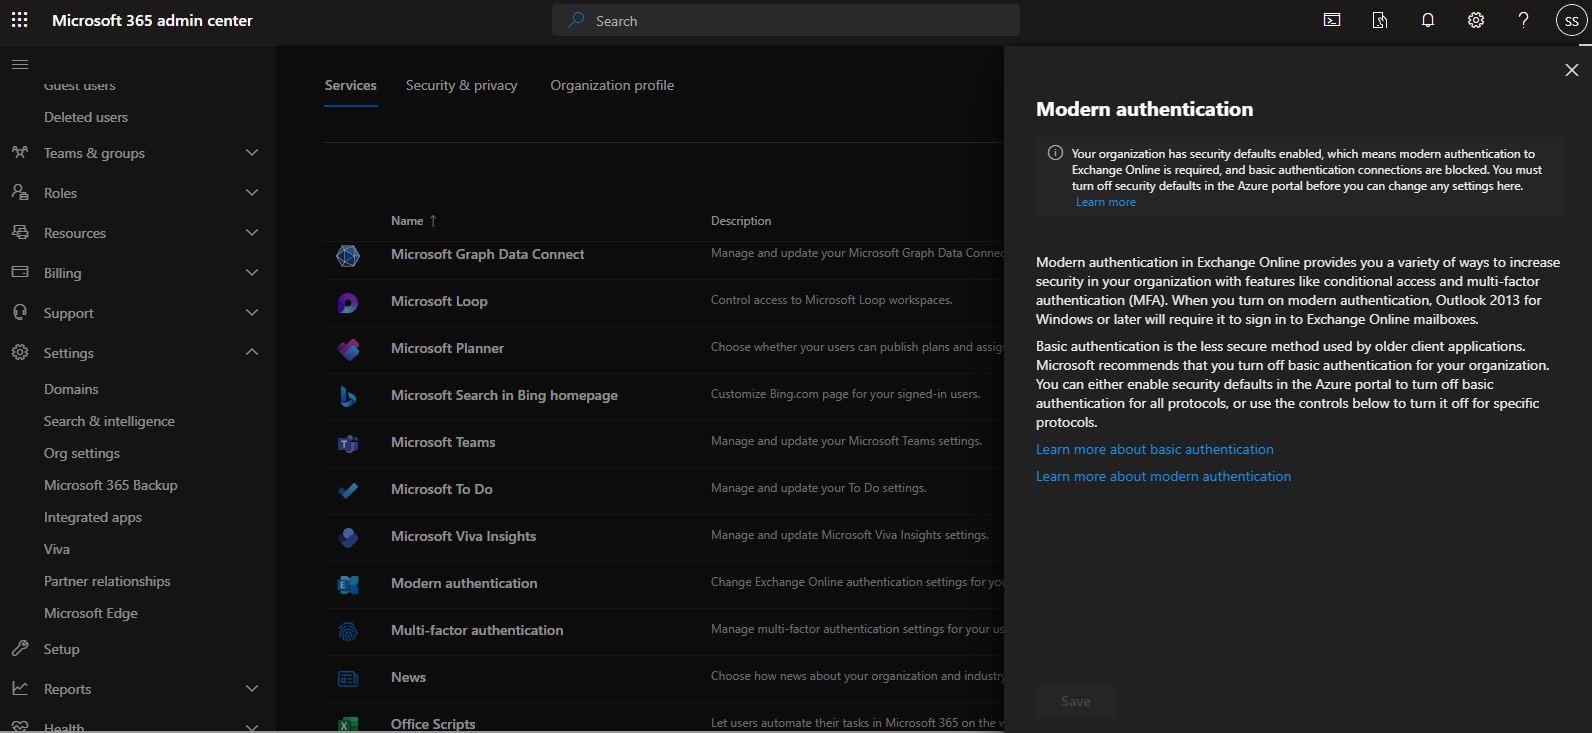 Microsoft 365 admin center
Search
SS
Guest users
Deleted users
Teams & groups
Roles
Resources
Billing
Support
Settings
Domains
Search & intelligence
Org settings
Microsoft 365 Backup
Integrated apps
Viva
Partner relationships
Microsoft Edge
Setup
Reports
Health
Services
Security & privacy
Organization profile
Name ↑
Description
Microsoft Graph Data Connect
Manage and update your Microsoft Graph Data Connec
Microsoft Loop
Control access to Microsoft Loop workspaces.
Microsoft Planner
Choose whether your users can publish plans and assig
Microsoft Search in Bing homepage
Customize Bing.com page for your signed-in users.
Microsoft Teams
Manage and update your Microsoft Teams settings.
Microsoft To Do
Manage and update your To Do settings.
Microsoft Viva Insights
Manage and update Microsoft Viva Insights settings.
Modern authentication
Change Exchange Online authentication settings for you
Multi-factor authentication
Manage multi-factor authentication settings for your us
News
Choose how news about your organization and industry
Office Scripts
Let users automate their tasks in Microsoft 365 on the w
Modern authentication
Your organization has security defaults enabled, which means modern authentication to
Exchange Online is required, and basic authentication connections are blocked. You must
turn off security defaults in the Azure portal before you can change any settings here.
Learn more
Modern authentication in Exchange Online provides you a variety of ways to increase
security in your organization with features like conditional access and multi-factor
authentication (MFA). When you turn on modern authentication, Outlook 2013 for
Windows or later will require it to sign in to Exchange Online mailboxes.
Basic authentication is the less secure method used by older client applications.
Microsoft recommends that you turn off basic authentication for your organization.
You can either enable security defaults in the Azure portal to turn off basic
authentication for all protocols, or use the controls below to turn it off for specific
protocols.
Learn more about basic authentication
Learn more about modern authentication
Save